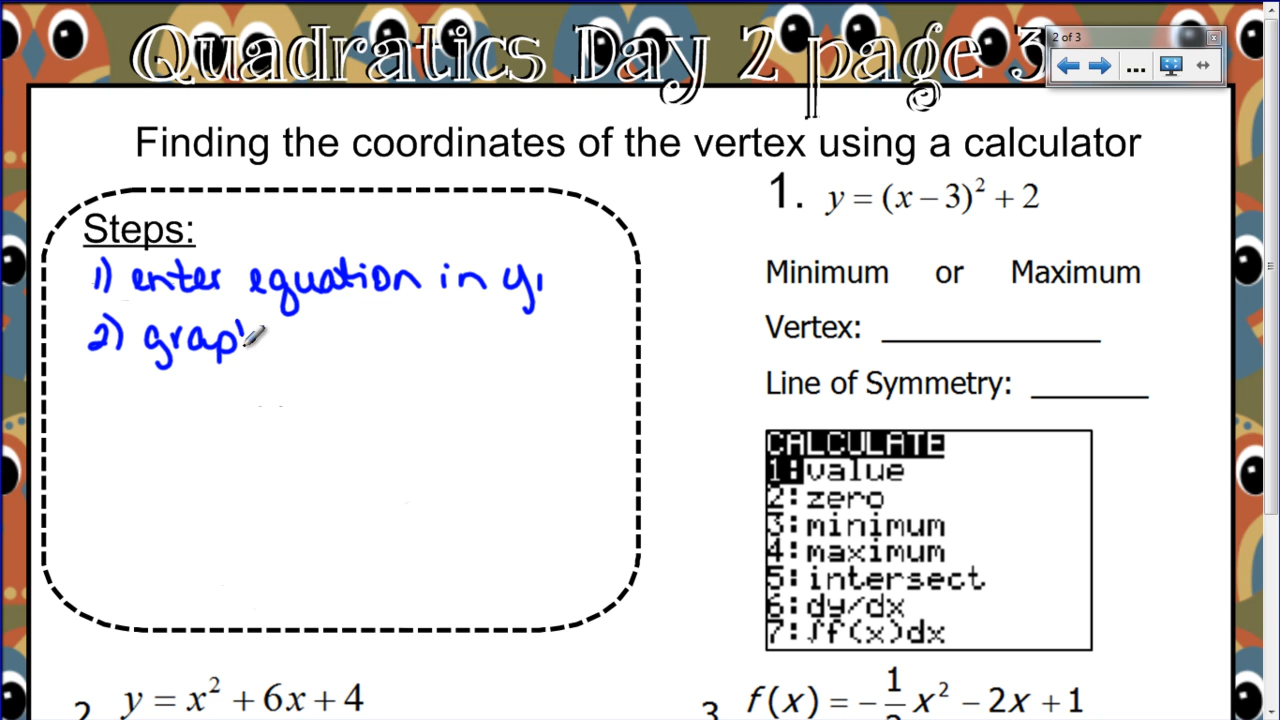 Quadratics Day 2 page 3
2 of 3
Finding the coordinates of the vertex using a calculator
Steps:
1) enter equation in y₁
2) grap
1. y = (x − 3)² + 2
Minimum or Maximum
Vertex: ____________
Line of Symmetry: ______
CALCULATE
1:value
2:zero
3:minimum
4:maximum
5:intersect
6:dy/dx
7:∫f(x)dx
2. y = x² + 6x + 4
3. f(x) = −1/2 x² − 2x + 1